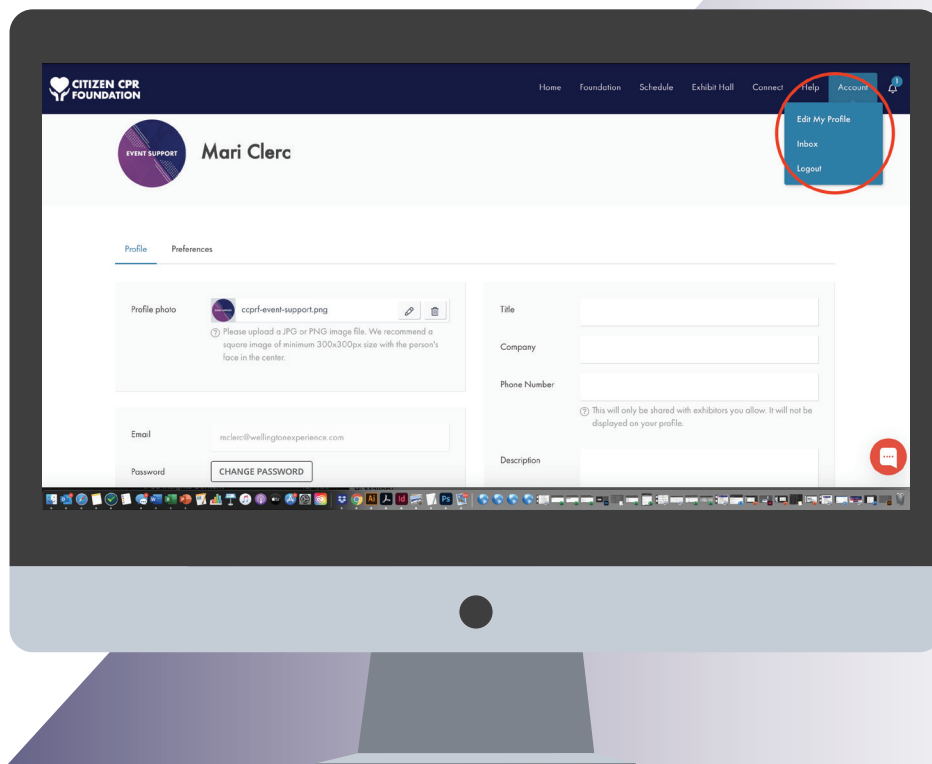 CITIZEN CPR
FOUNDATION
Home Foundation Schedule Exhibit Hall Connect Help Account 1
Edit My Profile
Inbox
Logout
EVENT SUPPORT
Mari Clerc
Profile Preferences
Profile photo
ccprf-event-support.png
Please upload a JPG or PNG image file. We recommend a
square image of minimum 300x300px size with the person's
face in the center.
Email
mclerc@wellingtonexperience.com
Password
CHANGE PASSWORD
Title
Company
Phone Number
This will only be shared with exhibitors you allow. It will not be
displayed on your profile.
Description